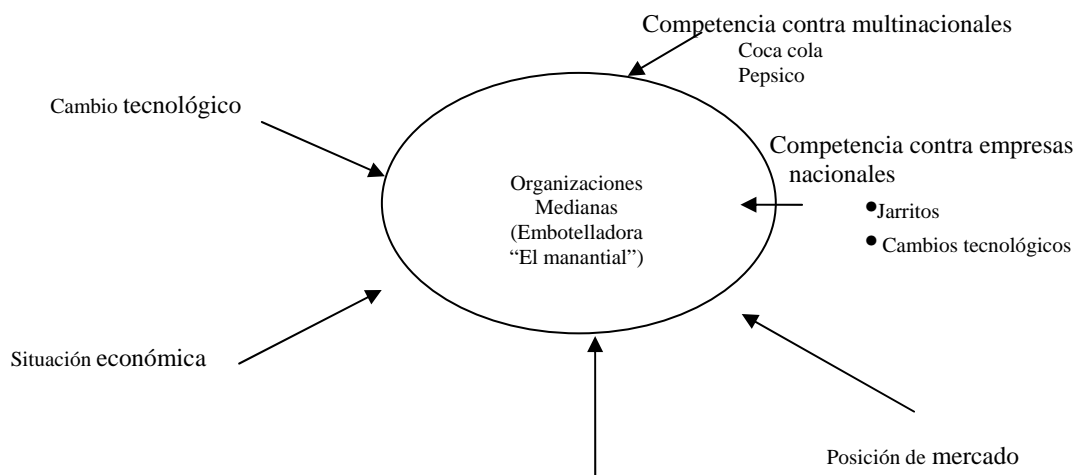 Competencia contra multinacionales
Coca cola
Pepsico
Cambio tecnológico
Competencia contra empresas
nacionales
Organizaciones
Medianas
(Embotelladora
“El manantial”)
•Jarritos
• Cambios tecnológicos
Situación económica
Posición de mercado